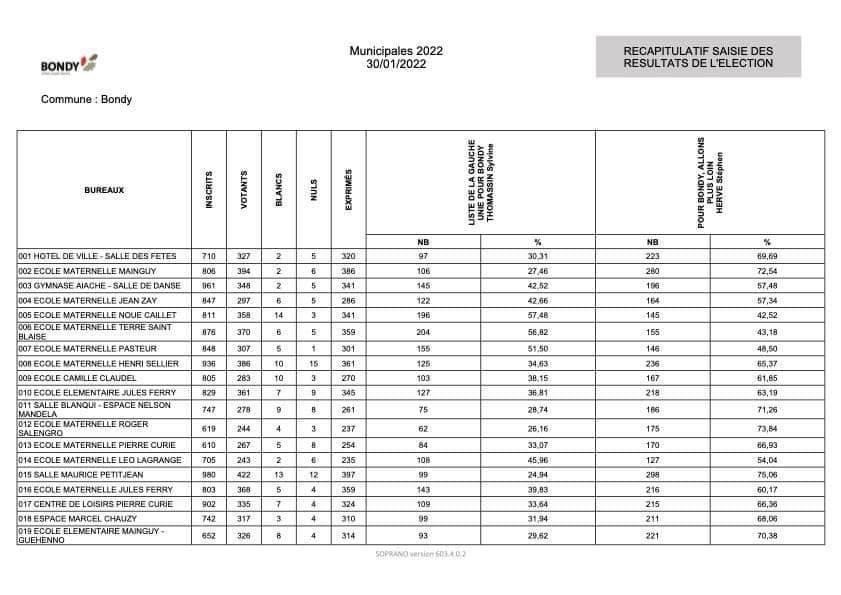 Municipales 2022
30/01/2022
RECAPITULATIF SAISIE DES
RESULTATS DE L'ELECTION
BONDY
Commune : Bondy
BUREAUX INSCRITS VOTANTS BLANCS NULS EXPRIMÉS
LISTE DE LA GAUCHE
UNIE POUR BONDY
THOMASSIN Sylvine
POUR BONDY, ALLONS
PLUS LOIN
HERVE Stéphen
NB % NB %
001 HOTEL DE VILLE - SALLE DES FETES 710 327 2 5 320 97 30,31 223 69,69
002 ECOLE MATERNELLE MAINGUY 806 394 2 6 386 106 27,46 280 72,54
003 GYMNASE AIACHE - SALLE DE DANSE 961 348 2 5 341 145 42,52 196 57,48
004 ECOLE MATERNELLE JEAN ZAY 847 297 6 5 286 122 42,66 164 57,34
005 ECOLE MATERNELLE NOUE CAILLET 811 358 14 3 341 196 57,48 145 42,52
006 ECOLE MATERNELLE TERRE SAINT
BLAISE 876 370 6 5 359 204 56,82 155 43,18
007 ECOLE MATERNELLE PASTEUR 848 307 5 1 301 155 51,50 146 48,50
008 ECOLE MATERNELLE HENRI SELLIER 936 386 10 15 361 125 34,63 236 65,37
009 ECOLE CAMILLE CLAUDEL 805 283 10 3 270 103 38,15 167 61,85
010 ECOLE ELEMENTAIRE JULES FERRY 829 361 7 9 345 127 36,81 218 63,19
011 SALLE BLANQUI - ESPACE NELSON
MANDELA 747 278 9 8 261 75 28,74 186 71,26
012 ECOLE MATERNELLE ROGER
SALENGRO 619 244 4 3 237 62 26,16 175 73,84
013 ECOLE MATERNELLE PIERRE CURIE 610 267 5 8 254 84 33,07 170 66,93
014 ECOLE MATERNELLE LEO LAGRANGE 705 243 2 6 235 108 45,96 127 54,04
015 SALLE MAURICE PETITJEAN 980 422 13 12 397 99 24,94 298 75,06
016 ECOLE MATERNELLE JULES FERRY 803 368 5 4 359 143 39,83 216 60,17
017 CENTRE DE LOISIRS PIERRE CURIE 902 335 7 4 324 109 33,64 215 66,36
018 ESPACE MARCEL CHAUZY 742 317 3 4 310 99 31,94 211 68,06
019 ECOLE ELEMENTAIRE MAINGUY -
GUEHENNO 652 326 8 4 314 93 29,62 221 70,38
SOPRANO version 603.4.0.2